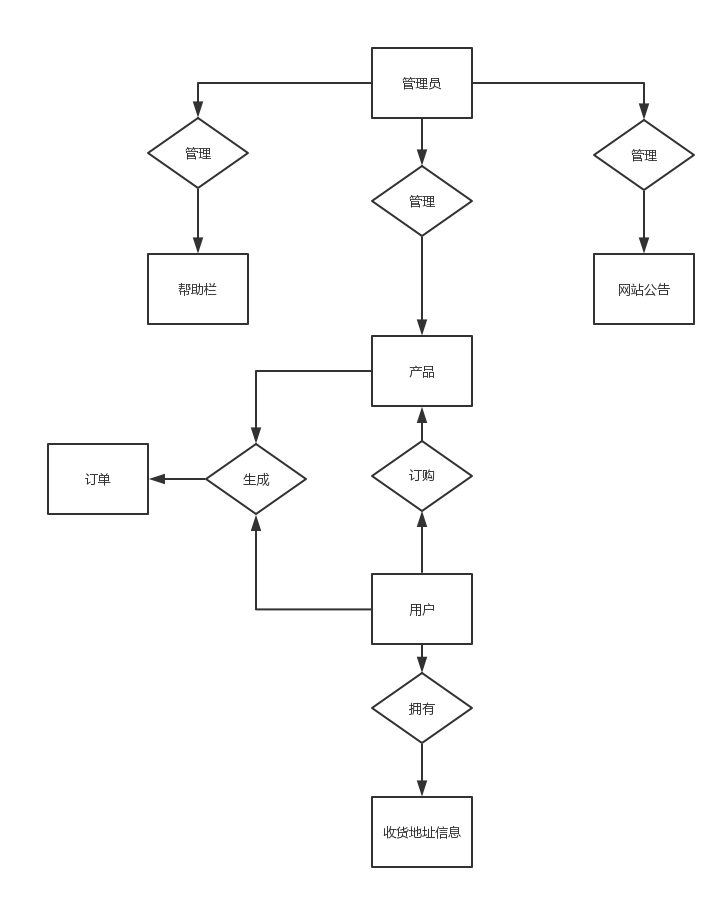 管理员
管理
管理
管理
帮助栏
网站公告
产品
订单
生成
订购
用户
拥有
收货地址信息